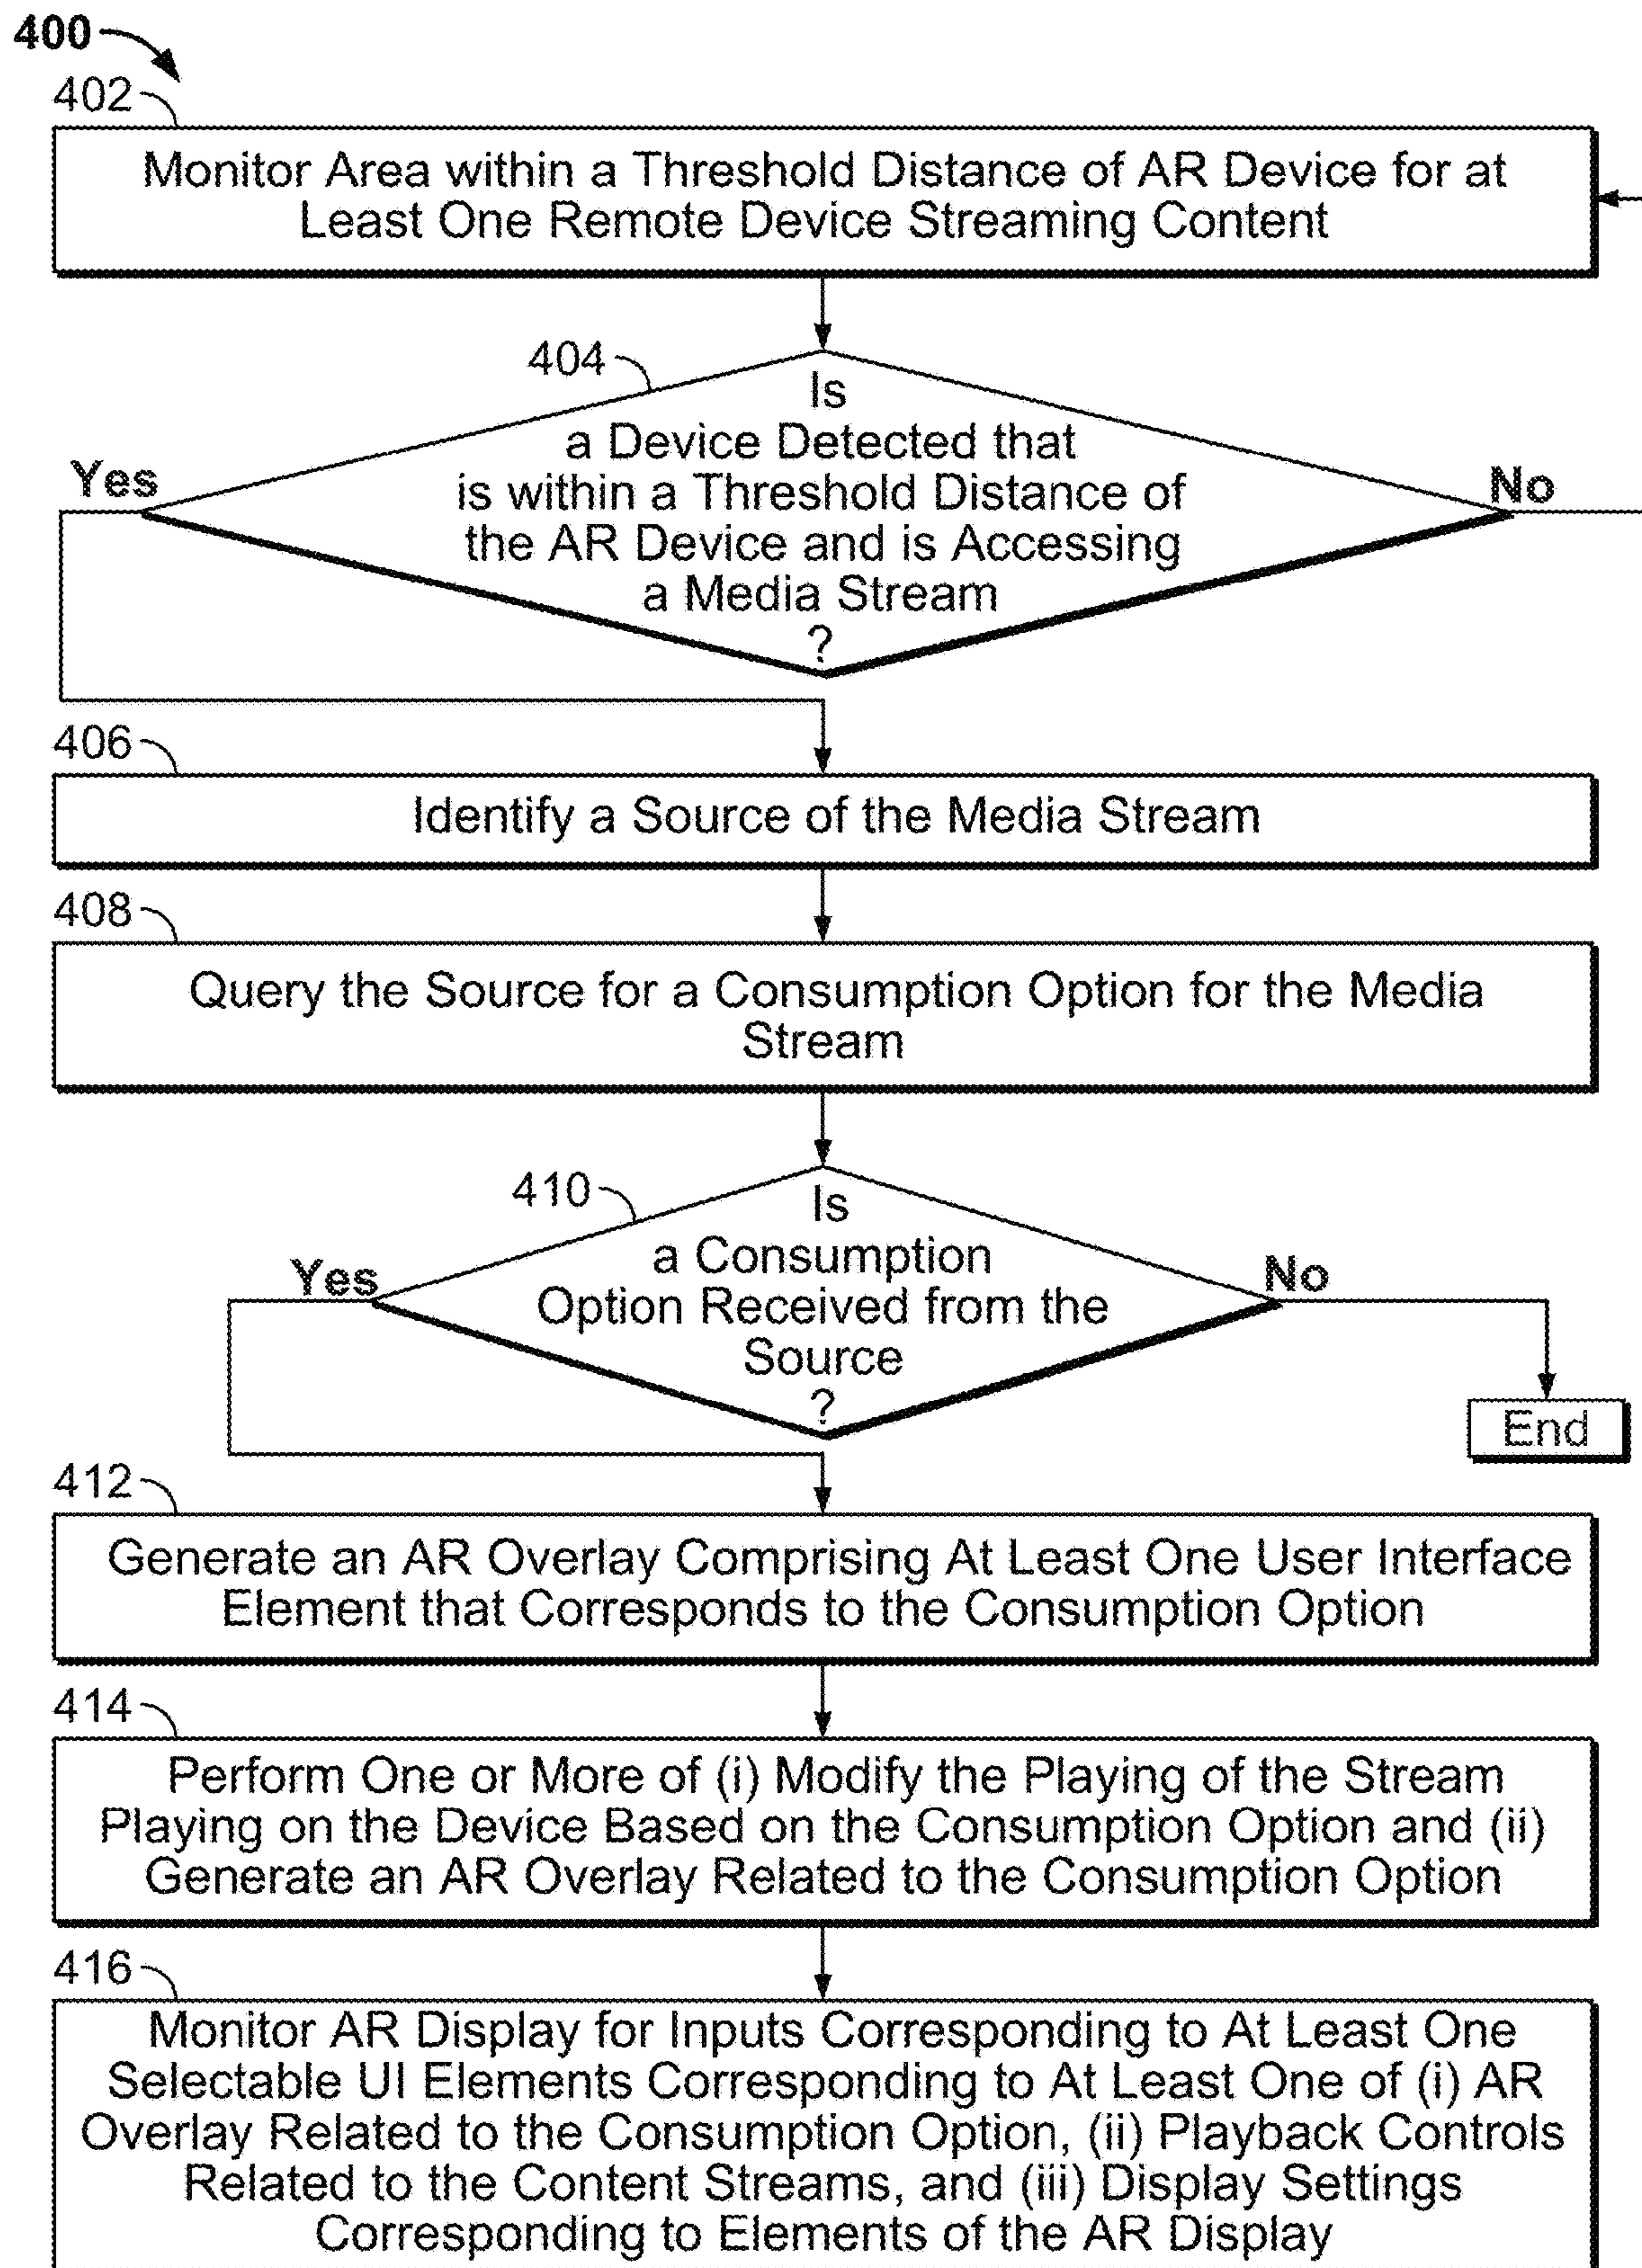 400
402
Monitor Area within a Threshold Distance of AR Device for at
Least One Remote Device Streaming Content
404
Is
a Device Detected that
is within a Threshold Distance of
the AR Device and is Accessing
a Media Stream
?
Yes
No
406
Identify a Source of the Media Stream
408
Query the Source for a Consumption Option for the Media
Stream
410
Is
a Consumption
Option Received from the
Source
?
Yes
No
End
412
Generate an AR Overlay Comprising At Least One User Interface
Element that Corresponds to the Consumption Option
414
Perform One or More of (i) Modify the Playing of the Stream
Playing on the Device Based on the Consumption Option and (ii)
Generate an AR Overlay Related to the Consumption Option
416
Monitor AR Display for Inputs Corresponding to At Least One
Selectable UI Elements Corresponding to At Least One of (i) AR
Overlay Related to the Consumption Option, (ii) Playback Controls
Related to the Content Streams, and (iii) Display Settings
Corresponding to Elements of the AR Display